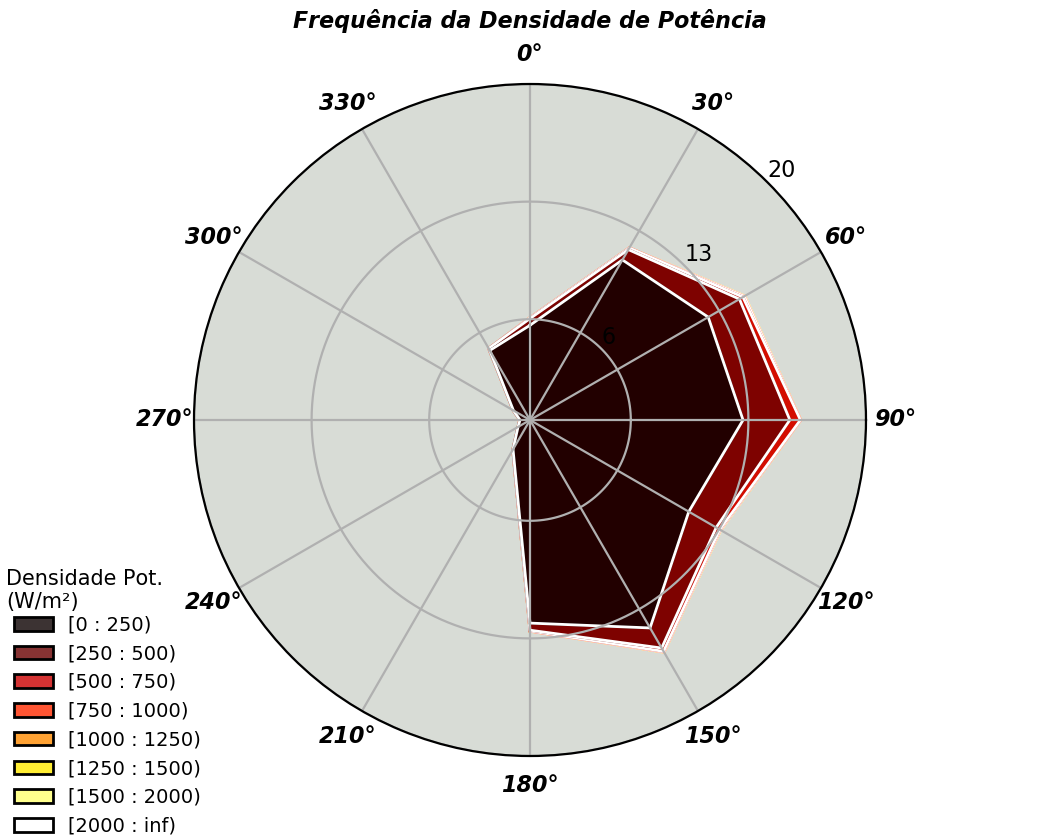 Frequência da Densidade de Potência
0°
330°
30°
20
300°
60°
13
6
270°
90°
240°
120°
210°
150°
180°
Densidade Pot.
(W/m²)
[0 : 250)
[250 : 500)
[500 : 750)
[750 : 1000)
[1000 : 1250)
[1250 : 1500)
[1500 : 2000)
[2000 : inf)